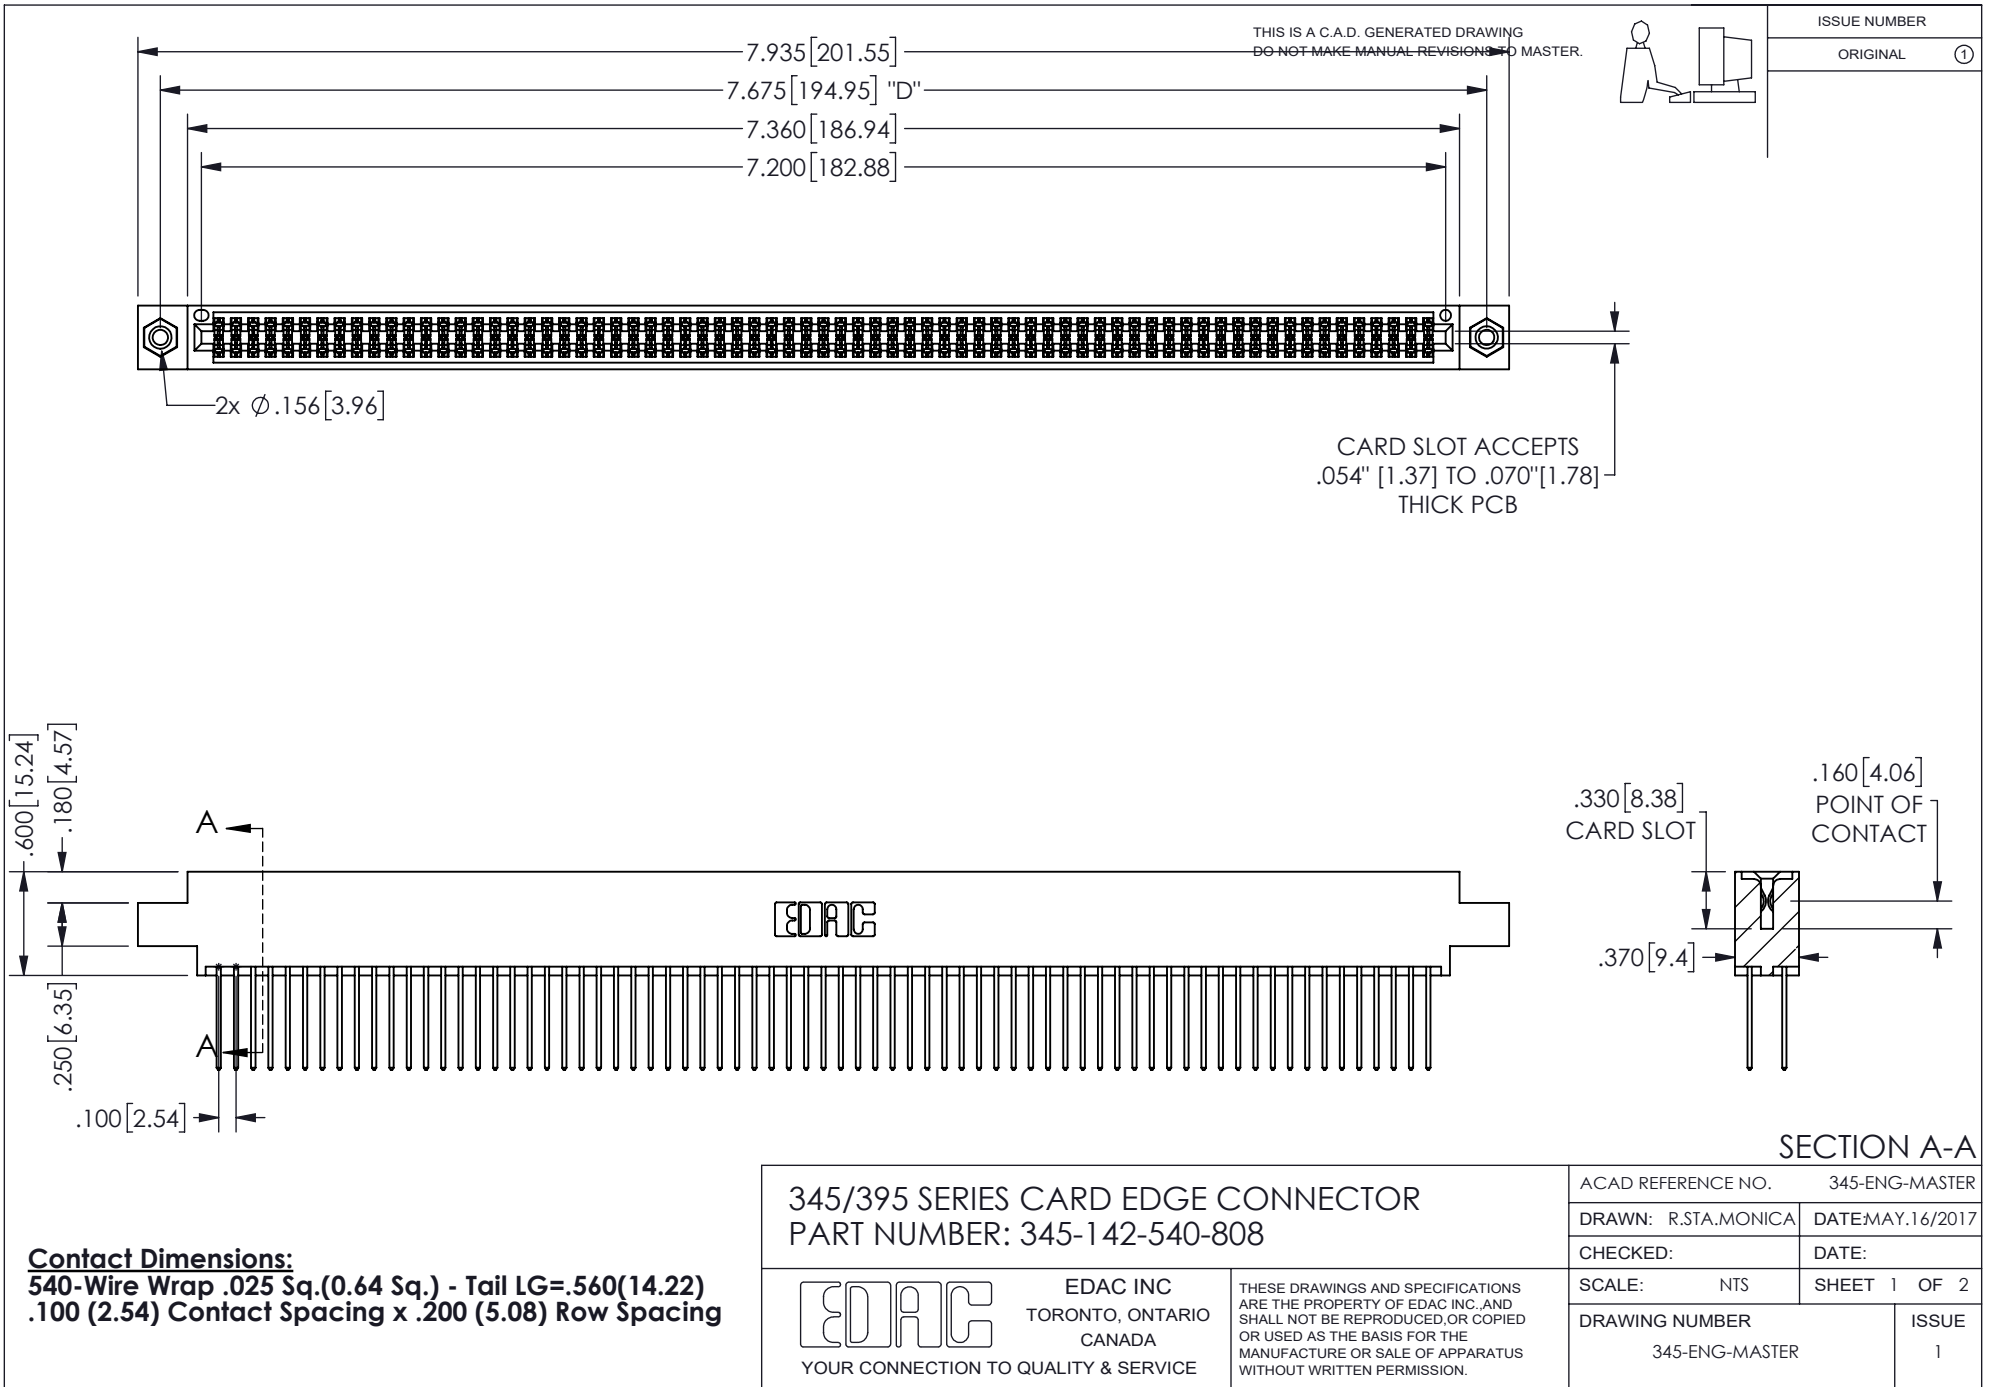 THIS IS A C.A.D. GENERATED DRAWING
DO NOT MAKE MANUAL REVISIONS TO MASTER.
ISSUE NUMBER
ORIGINAL 1
7.935[201.55]
7.675[194.95] "D"
7.360[186.94]
7.200[182.88]
2x Ø.156[3.96]
CARD SLOT ACCEPTS
.054" [1.37] TO .070"[1.78]
THICK PCB
.600[15.24]
.180[4.57]
.250[6.35]
A
A
.100[2.54]
EDAC
.330[8.38]
CARD SLOT
.160[4.06]
POINT OF
CONTACT
.370[9.4]
SECTION A-A
Contact Dimensions:
540-Wire Wrap .025 Sq.(0.64 Sq.) - Tail LG=.560(14.22)
.100 (2.54) Contact Spacing x .200 (5.08) Row Spacing
345/395 SERIES CARD EDGE CONNECTOR
PART NUMBER: 345-142-540-808
EDAC
EDAC INC
TORONTO, ONTARIO
CANADA
YOUR CONNECTION TO QUALITY & SERVICE
THESE DRAWINGS AND SPECIFICATIONS
ARE THE PROPERTY OF EDAC INC.,AND
SHALL NOT BE REPRODUCED,OR COPIED
OR USED AS THE BASIS FOR THE
MANUFACTURE OR SALE OF APPARATUS
WITHOUT WRITTEN PERMISSION.
ACAD REFERENCE NO. 345-ENG-MASTER
DRAWN: R.STA.MONICA DATE:MAY.16/2017
CHECKED: DATE:
SCALE: NTS SHEET 1 OF 2
DRAWING NUMBER ISSUE
345-ENG-MASTER 1